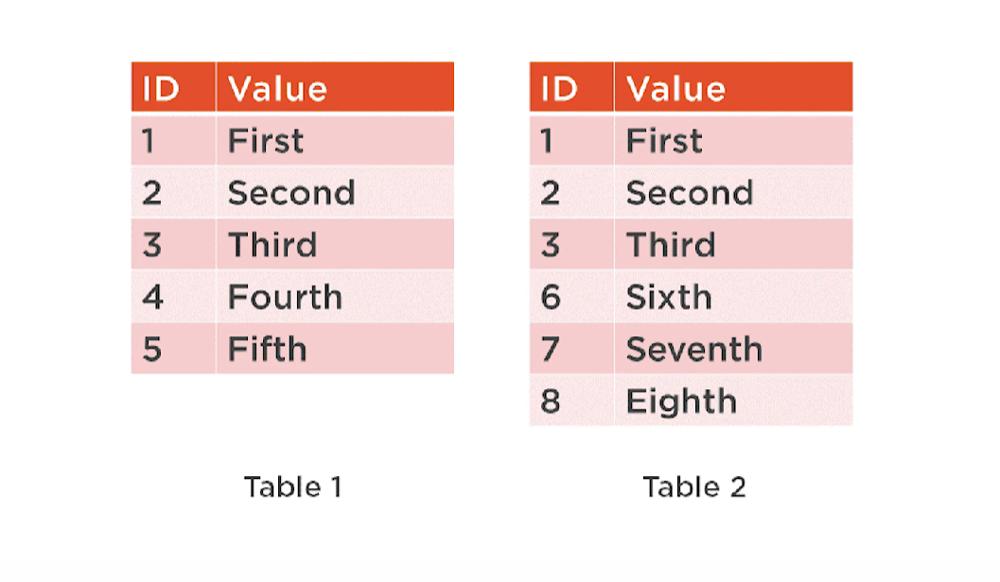 ID Value
1 First
2 Second
3 Third
4 Fourth
5 Fifth
Table 1
ID Value
1 First
2 Second
3 Third
6 Sixth
7 Seventh
8 Eighth
Table 2